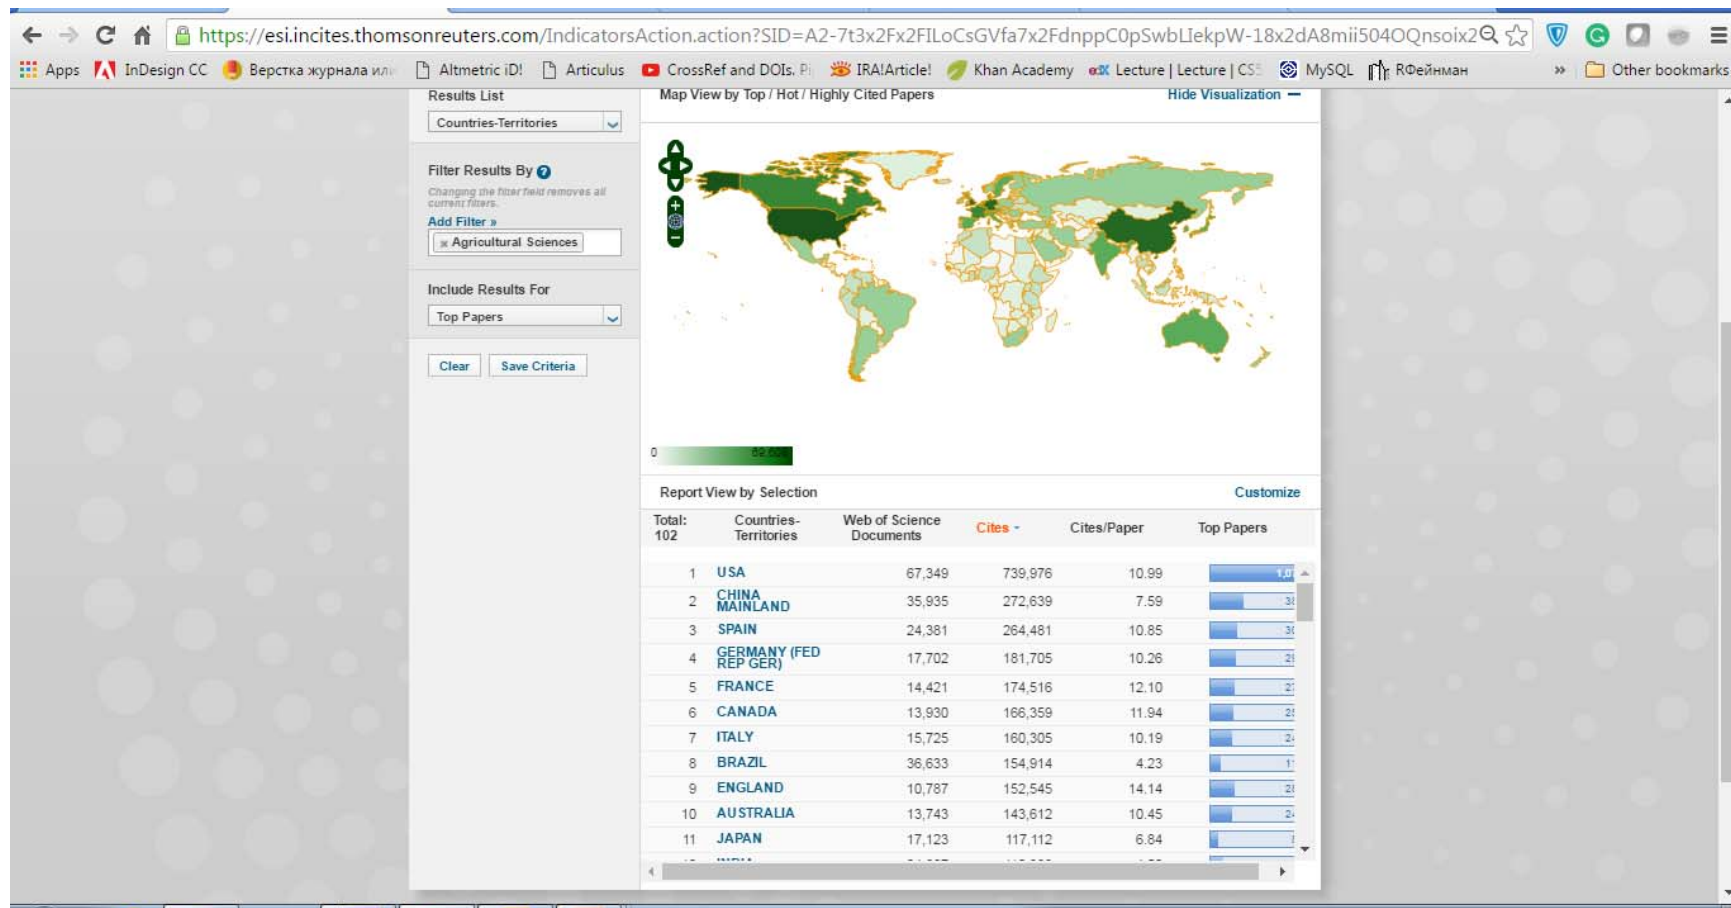 https://esi.incites.thomsonreuters.com/IndicatorsAction.action?SID=A2-7t3x2Fx2FILoCsGVfa7x2FdnppC0pSwbLIekpW-18x2dA8mii504OQnsoix2
Apps InDesign CC Верстка журнала или Altmetric iD! Articulus CrossRef and DOIs. IRA!Article! Khan Academy Lecture | Lecture | CS MySQL RФейнман » Other bookmarks
Results List
Countries-Territories
Filter Results By
Changing the filter field removes all
current filters.
Add Filter »
Agricultural Sciences
Include Results For
Top Papers
Clear Save Criteria
Map View by Top / Hot / Highly Cited Papers Hide Visualization
0
Report View by Selection Customize
Total: 102 Countries-Territories Web of Science Documents Cites Cites/Paper Top Papers
1 USA 67,349 739,976 10.99
2 CHINA MAINLAND 35,935 272,639 7.59
3 SPAIN 24,381 264,481 10.85
4 GERMANY (FED REP GER) 17,702 181,705 10.26
5 FRANCE 14,421 174,516 12.10
6 CANADA 13,930 166,359 11.94
7 ITALY 15,725 160,305 10.19
8 BRAZIL 36,633 154,914 4.23
9 ENGLAND 10,787 152,545 14.14
10 AUSTRALIA 13,743 143,612 10.45
11 JAPAN 17,123 117,112 6.84